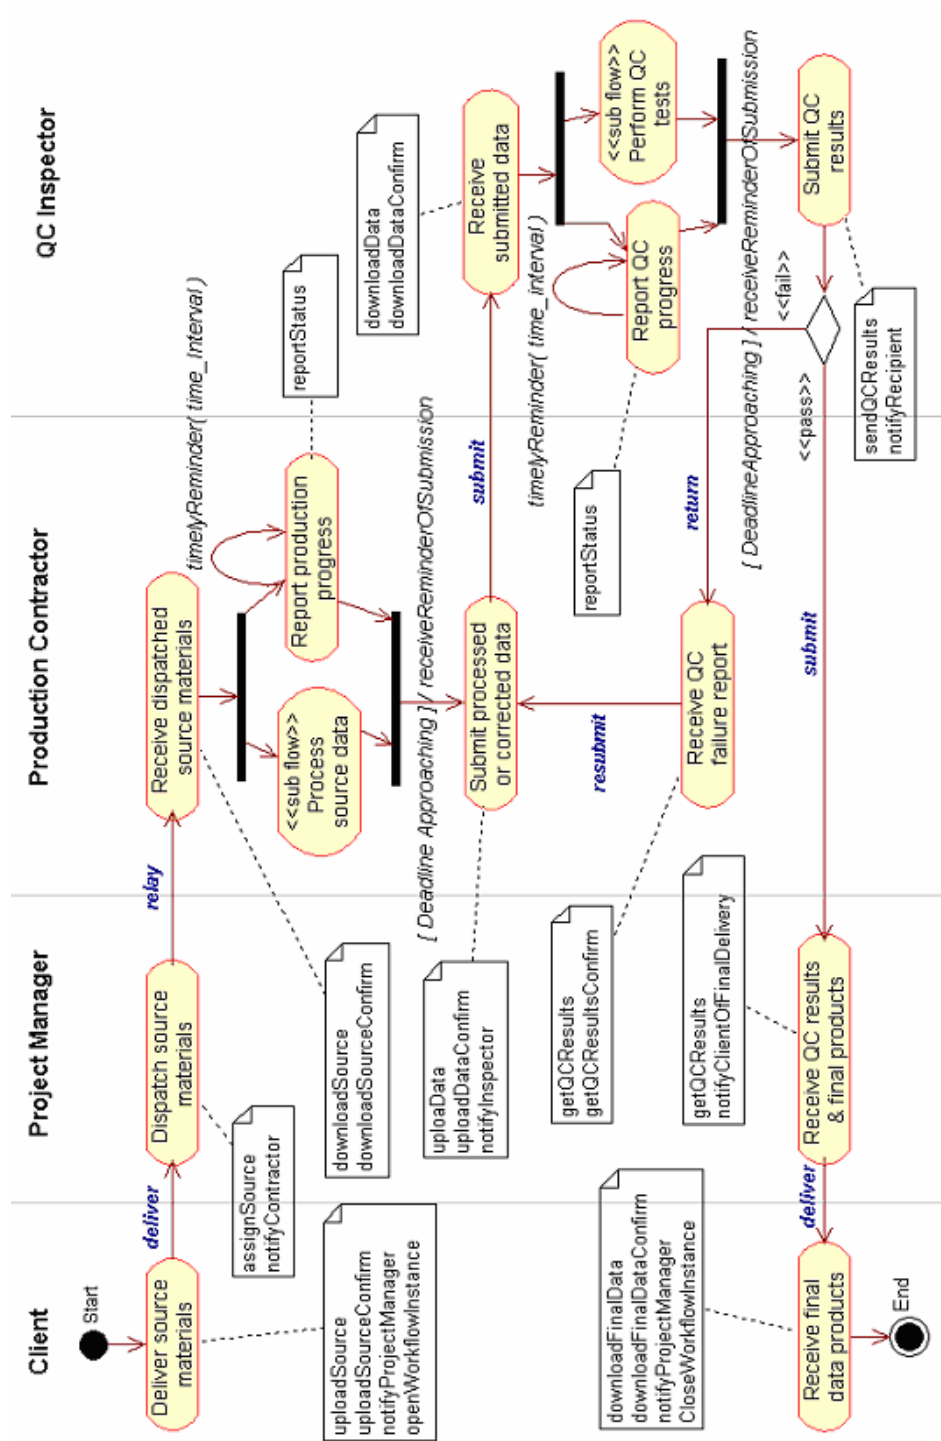 Client
Project Manager
Production Contractor
QC Inspector
Start
Deliver source
materials
deliver
Dispatch source
materials
relay
Receive dispatched
source materials
timelyReminder( time_Interval )
uploadSource
uploadSourceConfirm
notifyProjectManager
openWorkflowInstance
assignSource
notifyContractor
downloadSource
downloadSourceConfirm
<<sub flow>>
Process
source data
Report production
progress
reportStatus
[ Deadline Approaching ] / receiveReminderOfSubmission
downloadData
downloadDataConfirm
uploaData
uploadDataConfirm
notifyInspector
Submit processed
or corrected data
submit
Receive
submitted data
timelyReminder( time_interval )
<<sub flow>>
Perform QC
tests
Report QC
progress
reportStatus
resubmit
getQCResults
getQCResultsConfirm
Receive QC
failure report
return
[ DeadlineApproaching ] / receiveReminderOfSubmission
Submit QC
results
<<fail>>
<<pass>>
sendQCResults
notifyRecipient
submit
getQCResults
notifyClientOfFinalDelivery
Receive QC results
& final products
deliver
downloadFinalData
downloadFinalDataConfirm
notifyProjectManager
CloseWorkflowInstance
Receive final
data products
End